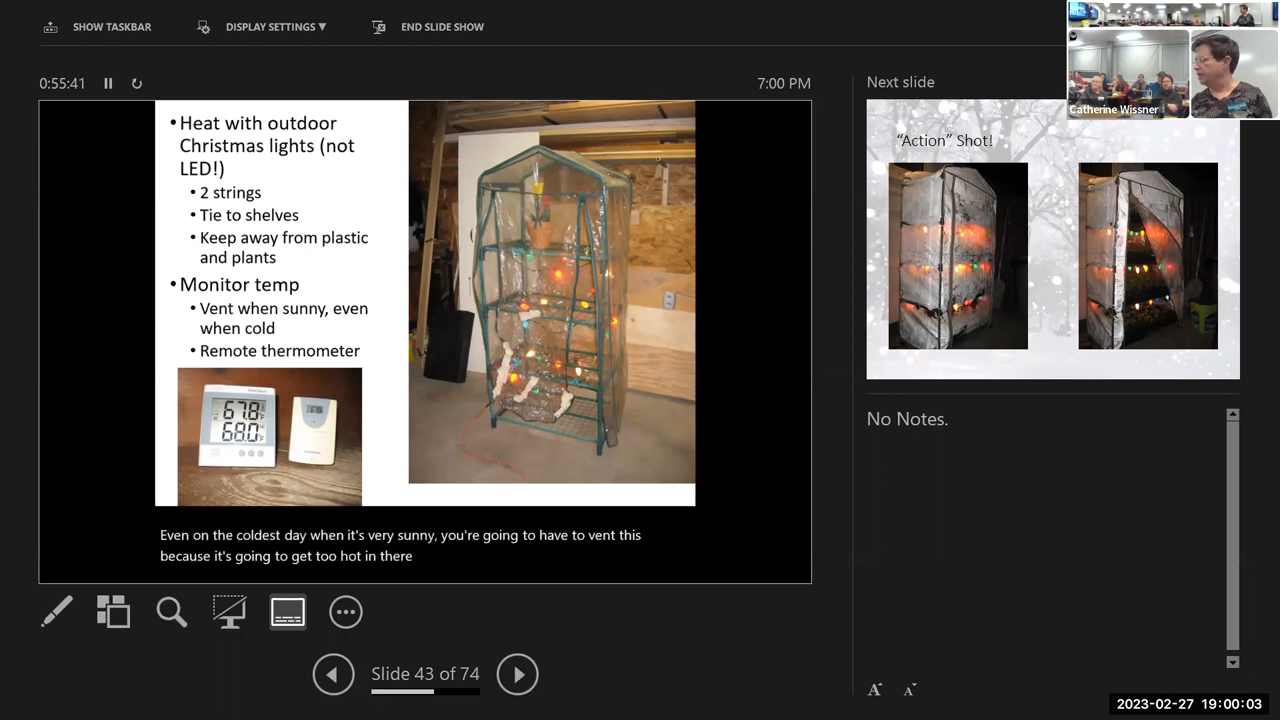 SHOW TASKBAR
DISPLAY SETTINGS ▼
END SLIDE SHOW
0:55:41
7:00 PM
• Heat with outdoor
Christmas lights (not
LED!)
• 2 strings
• Tie to shelves
• Keep away from plastic
and plants
• Monitor temp
• Vent when sunny, even
when cold
• Remote thermometer
67.8
68.0
Even on the coldest day when it's very sunny, you're going to have to vent this
because it's going to get too hot in there
Slide 43 of 74
Next slide
Catherine Wissner
“Action” Shot!
No Notes.
A A
2023-02-27 19:00:03